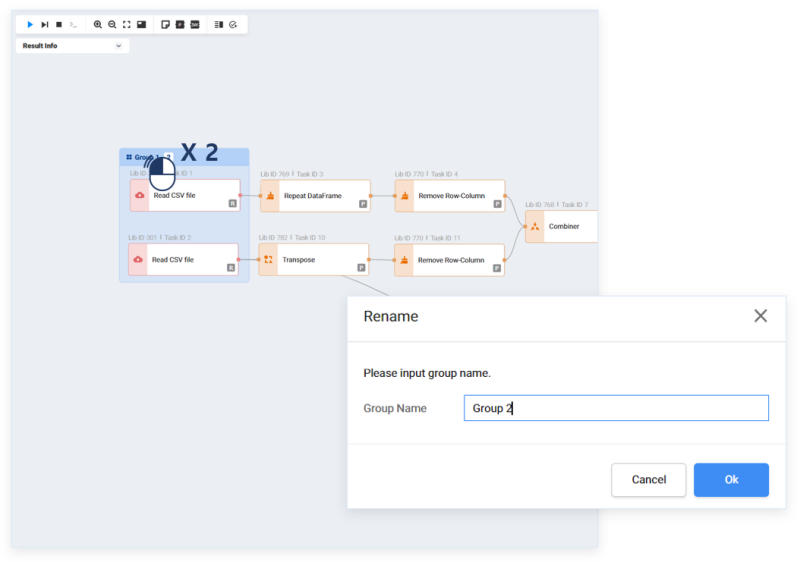 Result Info
X 2
Group 1
2
Lib ID
Task ID 1
Read CSV file
R
Lib ID 769 Task ID 3
Repeat DataFrame
P
Lib ID 770 Task ID 4
Remove Row-Column
P
Lib ID 768 Task ID 7
Combiner
Lib ID 301 Task ID 2
Read CSV file
R
Lib ID 782 Task ID 10
Transpose
P
Lib ID 770 Task ID 11
Remove Row-Column
P
Rename
Please input group name.
Group Name
Group 2
Cancel
Ok